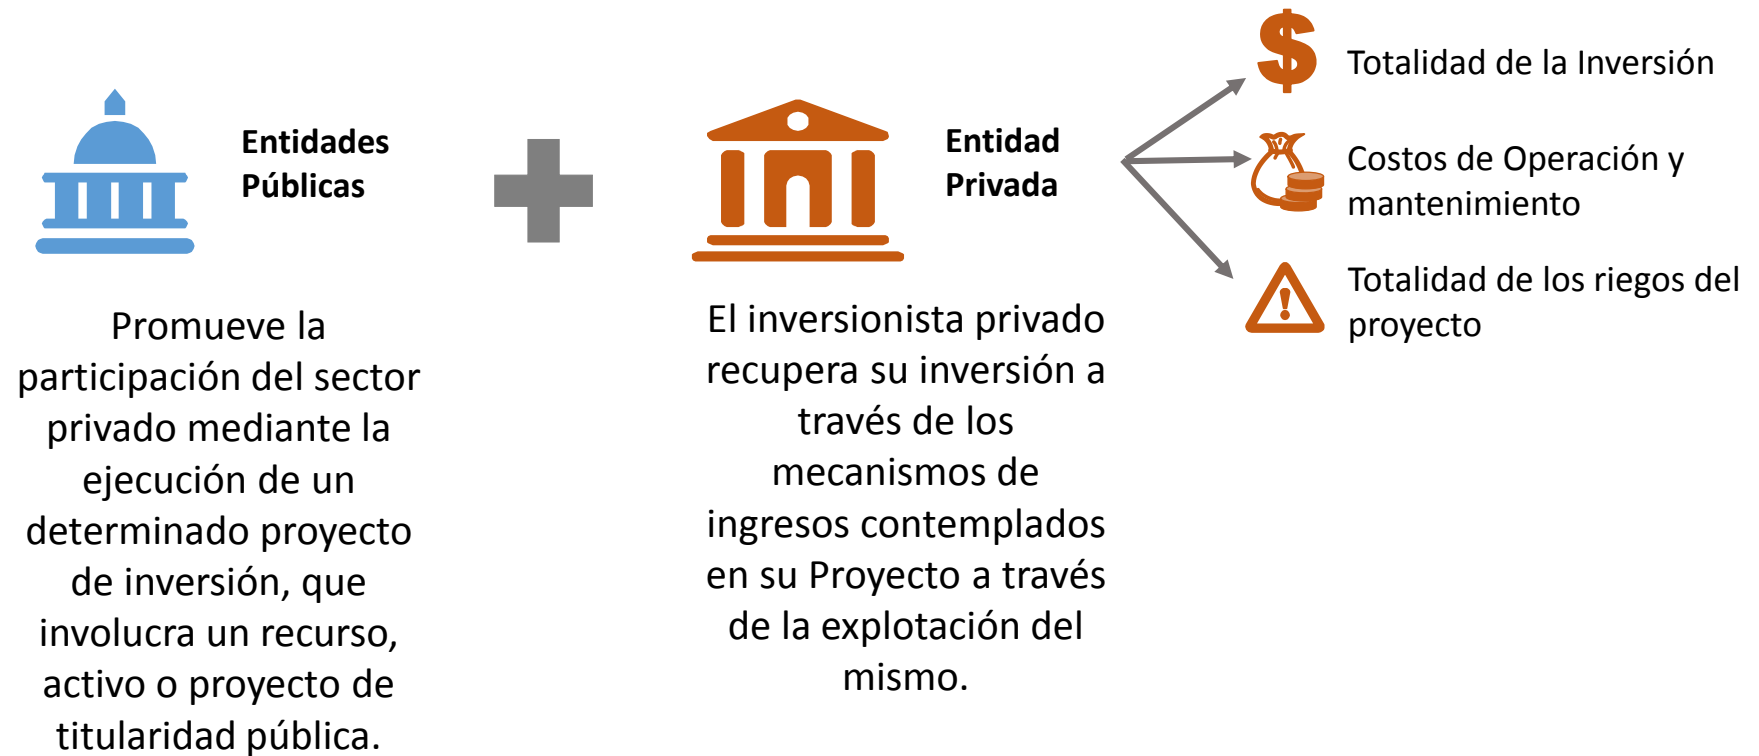 Entidades
Públicas
Promueve la
participación del sector
privado mediante la
ejecución de un
determinado proyecto
de inversión, que
involucra un recurso,
activo o proyecto de
titularidad pública.
Entidad
Privada
El inversionista privado
recupera su inversión a
través de los
mecanismos de
ingresos contemplados
en su Proyecto a través
de la explotación del
mismo.
$
Totalidad de la Inversión
Costos de Operación y
mantenimiento
Totalidad de los riegos del
proyecto